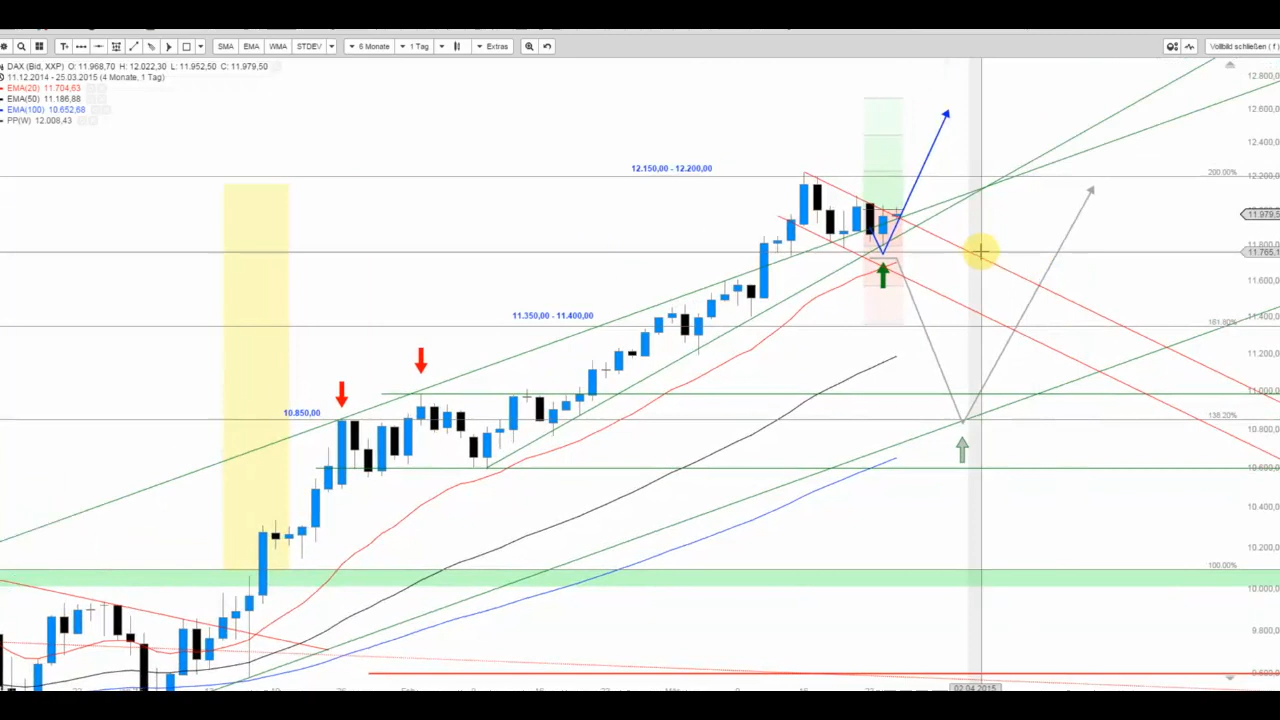 T+ SMA EMA WMA STDEV 6 Monate 1 Tag Extras Vollbild schließen ( f )
DAX (Bid, XXP) O: 11.968,70 H: 12.022,30 L: 11.952,50 C: 11.979,50
11.12.2014 - 25.03.2015 (4 Monate, 1 Tag)
EMA(20) 11.704,63
EMA(50) 11.186,88
EMA(100) 10.652,68
PP(W) 12.008,43
12.800,0
12.600,0
12.400,0
12.150,00 - 12.200,00
200.00%
12.200,0
11.979,5
11.800,0
11.765,1
11.600,0
11.350,00 - 11.400,00
11.400,0
161.80%
11.200,0
11.000,0
10.850,00
138.20%
10.800,0
10.600,0
10.400,0
10.200,0
100.00%
10.000,0
9.800,0
9.600,0
02.04.2015